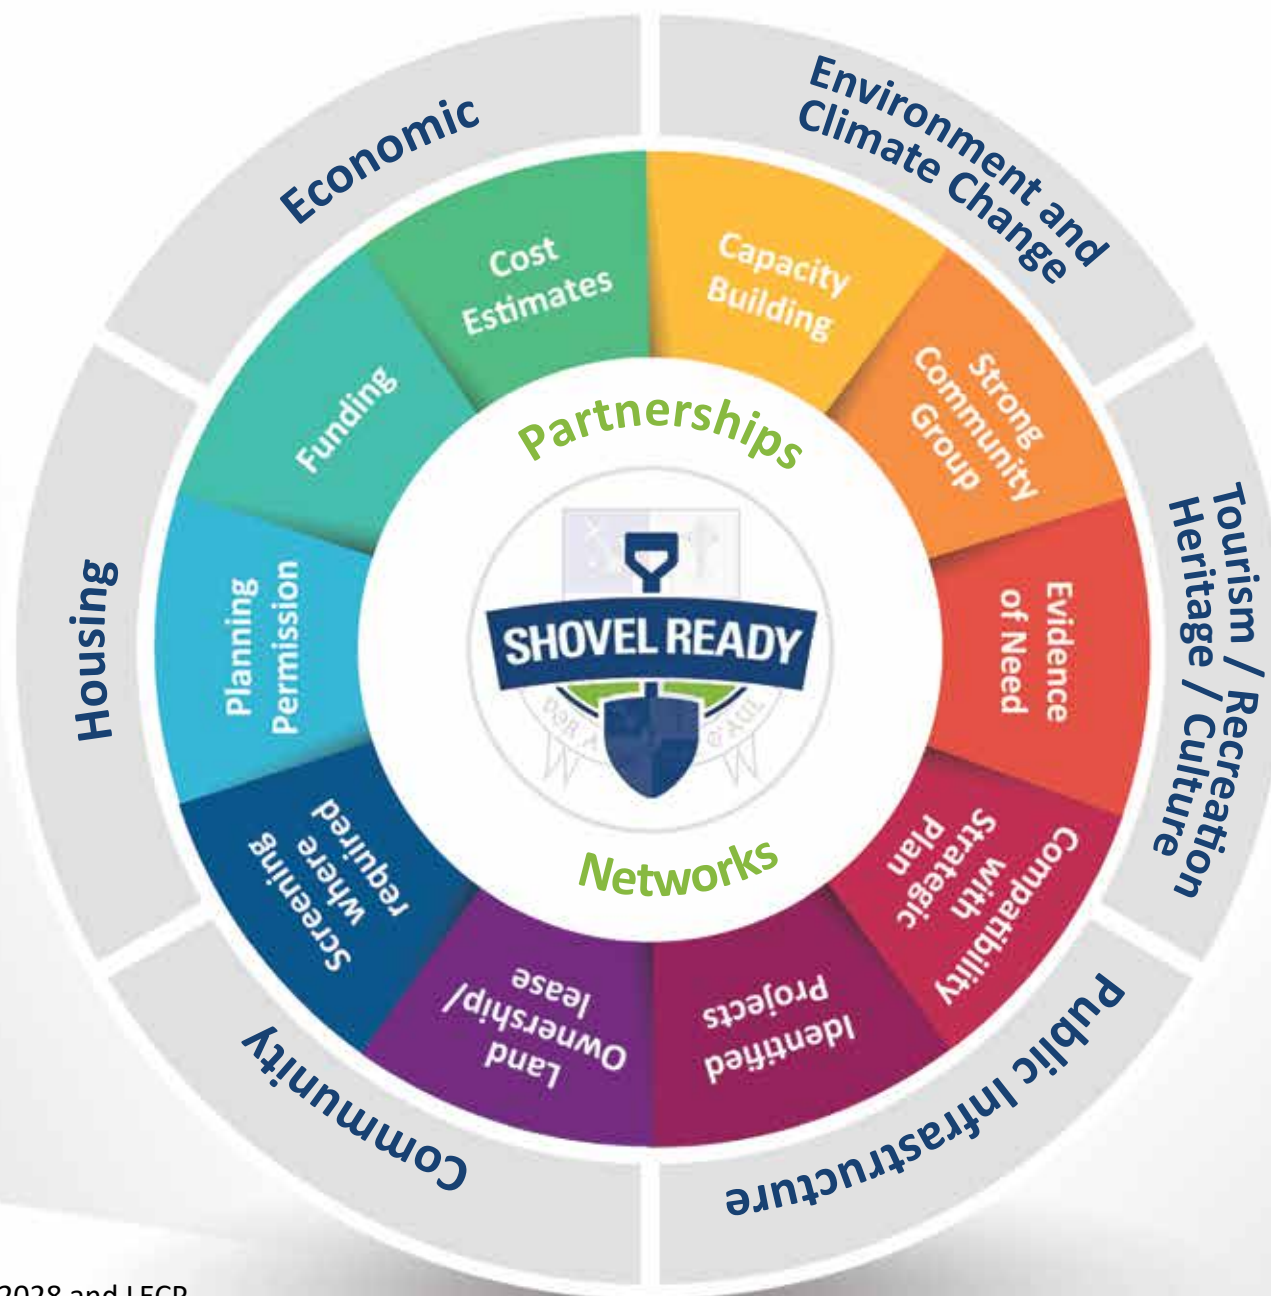 Economic
Environment and
Climate Change
Tourism / Recreation
Heritage / Culture
Public Infrastructure
Community
Housing
Cost
Estimates
Capacity
Building
Strong
Community
Group
Evidence
of Need
Compatibility
with
Strategic
Plan
Identified
Projects
Land
Ownership/
lease
Screening
where
required
Planning
Permission
Funding
Partnerships
SHOVEL READY
Networks
2028 and LECP